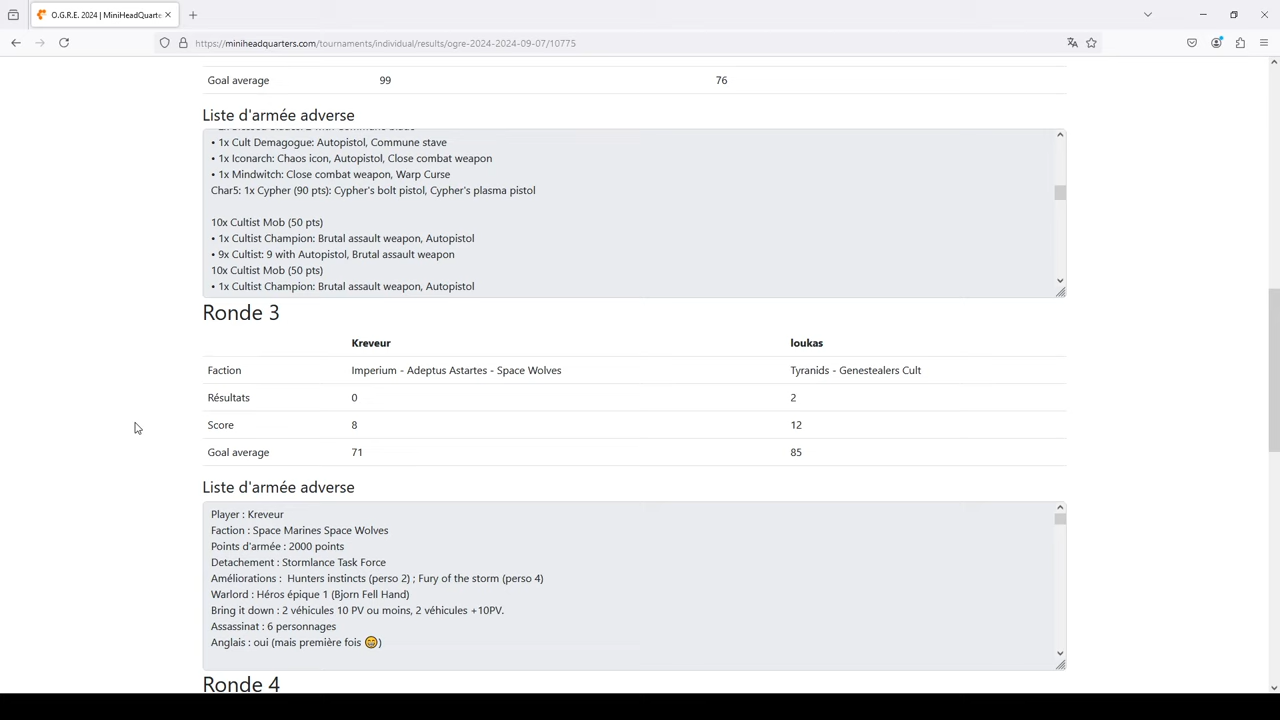 O.G.R.E. 2024 | MiniHeadQuarte
https://miniheadquarters.com/tournaments/individual/results/ogre-2024-2024-09-07/10775
Goal average 99 76
Liste d'armée adverse
• 1x Cult Demagogue: Autopistol, Commune stave
• 1x Iconarch: Chaos icon, Autopistol, Close combat weapon
• 1x Mindwitch: Close combat weapon, Warp Curse
Char5: 1x Cypher (90 pts): Cypher's bolt pistol, Cypher's plasma pistol
10x Cultist Mob (50 pts)
• 1x Cultist Champion: Brutal assault weapon, Autopistol
• 9x Cultist: 9 with Autopistol, Brutal assault weapon
10x Cultist Mob (50 pts)
• 1x Cultist Champion: Brutal assault weapon, Autopistol
Ronde 3
Kreveur loukas
Faction Imperium - Adeptus Astartes - Space Wolves Tyranids - Genestealers Cult
Résultats 0 2
Score 8 12
Goal average 71 85
Liste d'armée adverse
Player : Kreveur
Faction : Space Marines Space Wolves
Points d'armée : 2000 points
Detachement : Stormlance Task Force
Améliorations : Hunters instincts (perso 2) ; Fury of the storm (perso 4)
Warlord : Héros épique 1 (Bjorn Fell Hand)
Bring it down : 2 véhicules 10 PV ou moins, 2 véhicules +10PV.
Assassinat : 6 personnages
Anglais : oui (mais première fois 😄)
Ronde 4